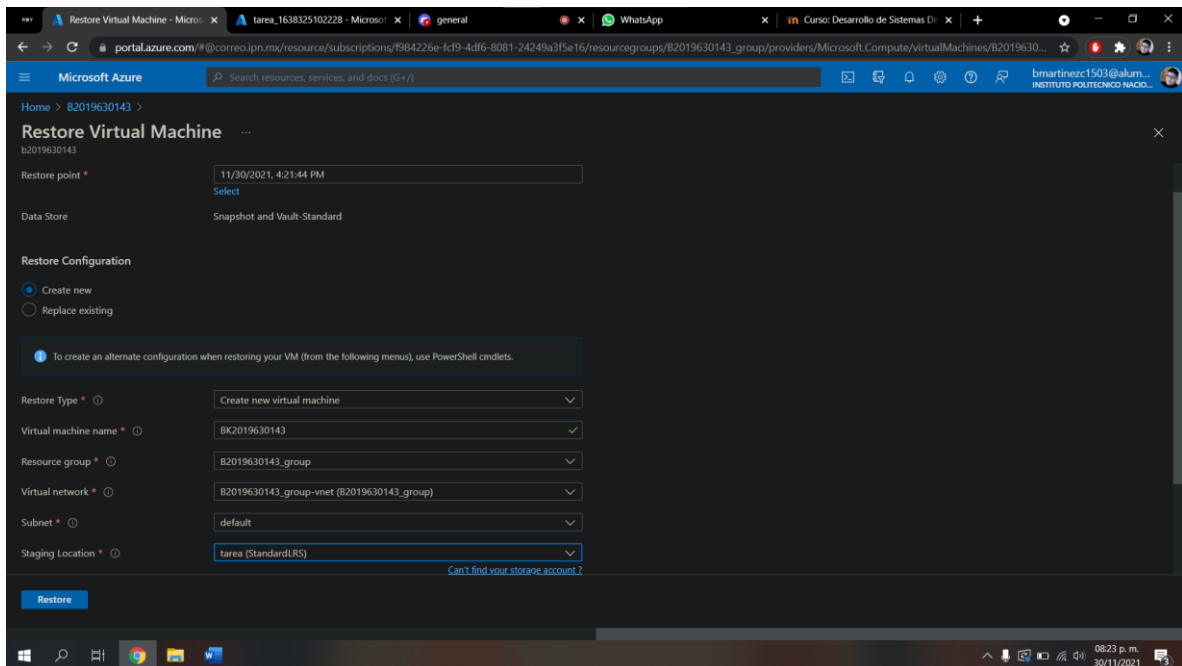 RWY
Restore Virtual Machine - Micros
tarea_1638325102228 - Microsof
general
WhatsApp
Curso: Desarrollo de Sistemas Di
portal.azure.com/#@correo.ipn.mx/resource/subscriptions/f984226e-fcf9-4df6-8081-24249a3f5e16/resourcegroups/B2019630143_group/providers/Microsoft.Compute/virtualMachines/B2019630...
Microsoft Azure
Search resources, services, and docs (G+/)
bmartinezc1503@alum...
INSTITUTO POLITECNICO NACIO...
Home > B2019630143 >
Restore Virtual Machine ...
b2019630143
Restore point * 11/30/2021, 4:21:44 PM
Select
Data Store Snapshot and Vault-Standard
Restore Configuration
Create new
Replace existing
To create an alternate configuration when restoring your VM (from the following menus), use PowerShell cmdlets.
Restore Type * Create new virtual machine
Virtual machine name * BK2019630143
Resource group * B2019630143_group
Virtual network * B2019630143_group-vnet (B2019630143_group)
Subnet * default
Staging Location * tarea (StandardLRS)
Can't find your storage account ?
Restore
08:23 p. m.
30/11/2021
3